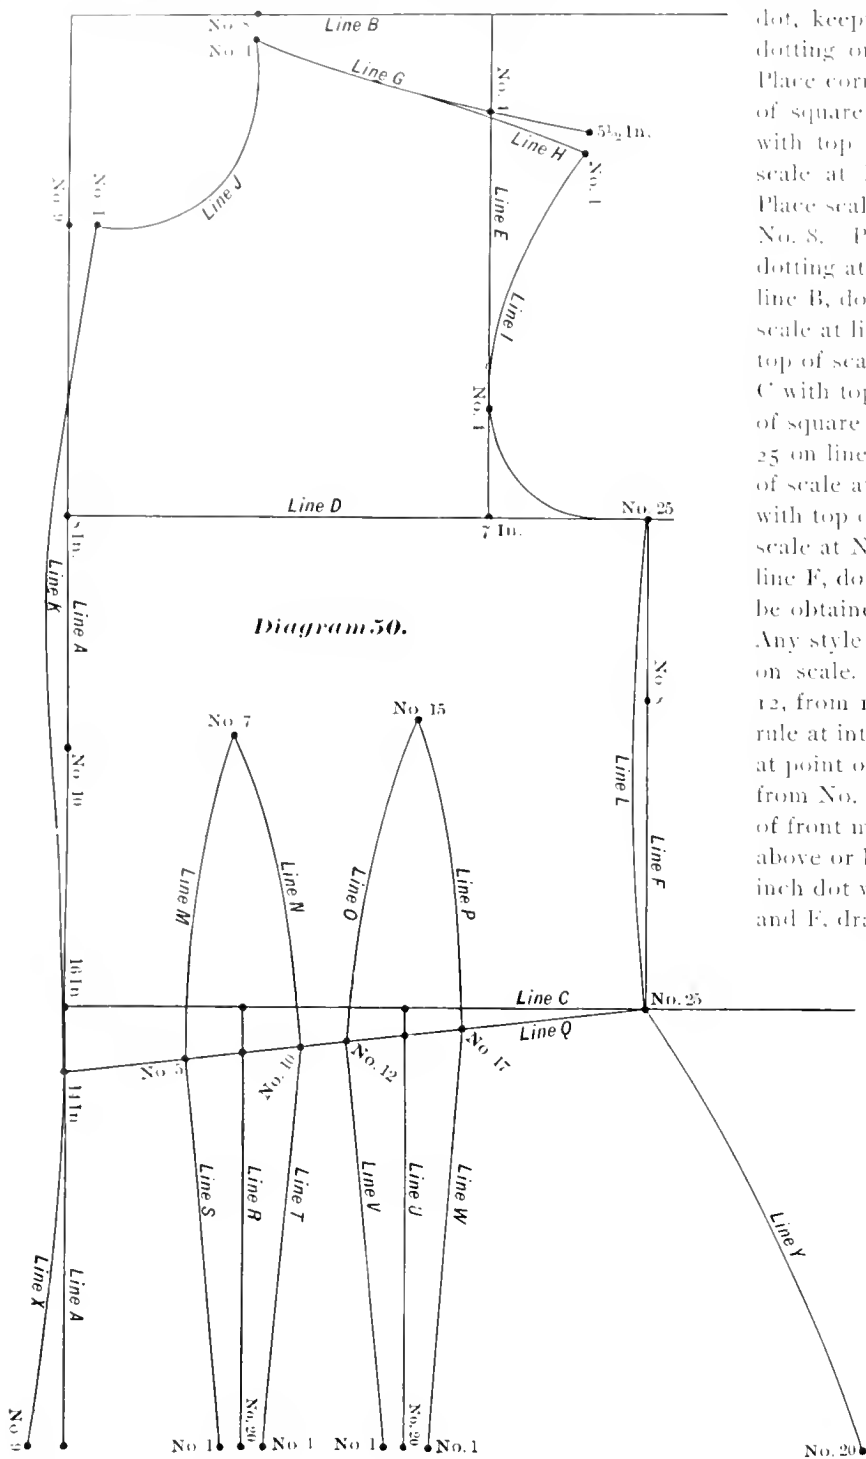 No. 8
Line B
No. 1
Line G
No. 1
5½ In.
Line H
No. 1
Line J
No. 9
No. 1
Line E
Line I
No. 1
Line D
No. 25
7 In.
In.
Line K
Line A
Diagram 50.
No. 8
No. 7
No. 15
No. 10
Line L
Line M
Line N
Line O
Line P
Line F
16 In
Line C
No. 25
Line Q
No. 5
No. 10
No. 12
No. 17
14 In
Line S
Line R
Line T
Line V
Line U
Line W
Line Y
Line X
Line A
No. 9
No. 1
No. 20
No. 1
No. 1
No. 20
No. 1
No. 20
dot, keep
dotting or
Place corr
of square
with top
scale at
Place scal
No. 8. P
dotting at
line B, do
scale at li
top of sca
C with top
of square
25 on line
of scale a
with top o
scale at N
line F, do
be obtaine
Any style
on scale.
12, from
rule at int
at point o
from No.
of front m
above or
inch dot v
and F, dra